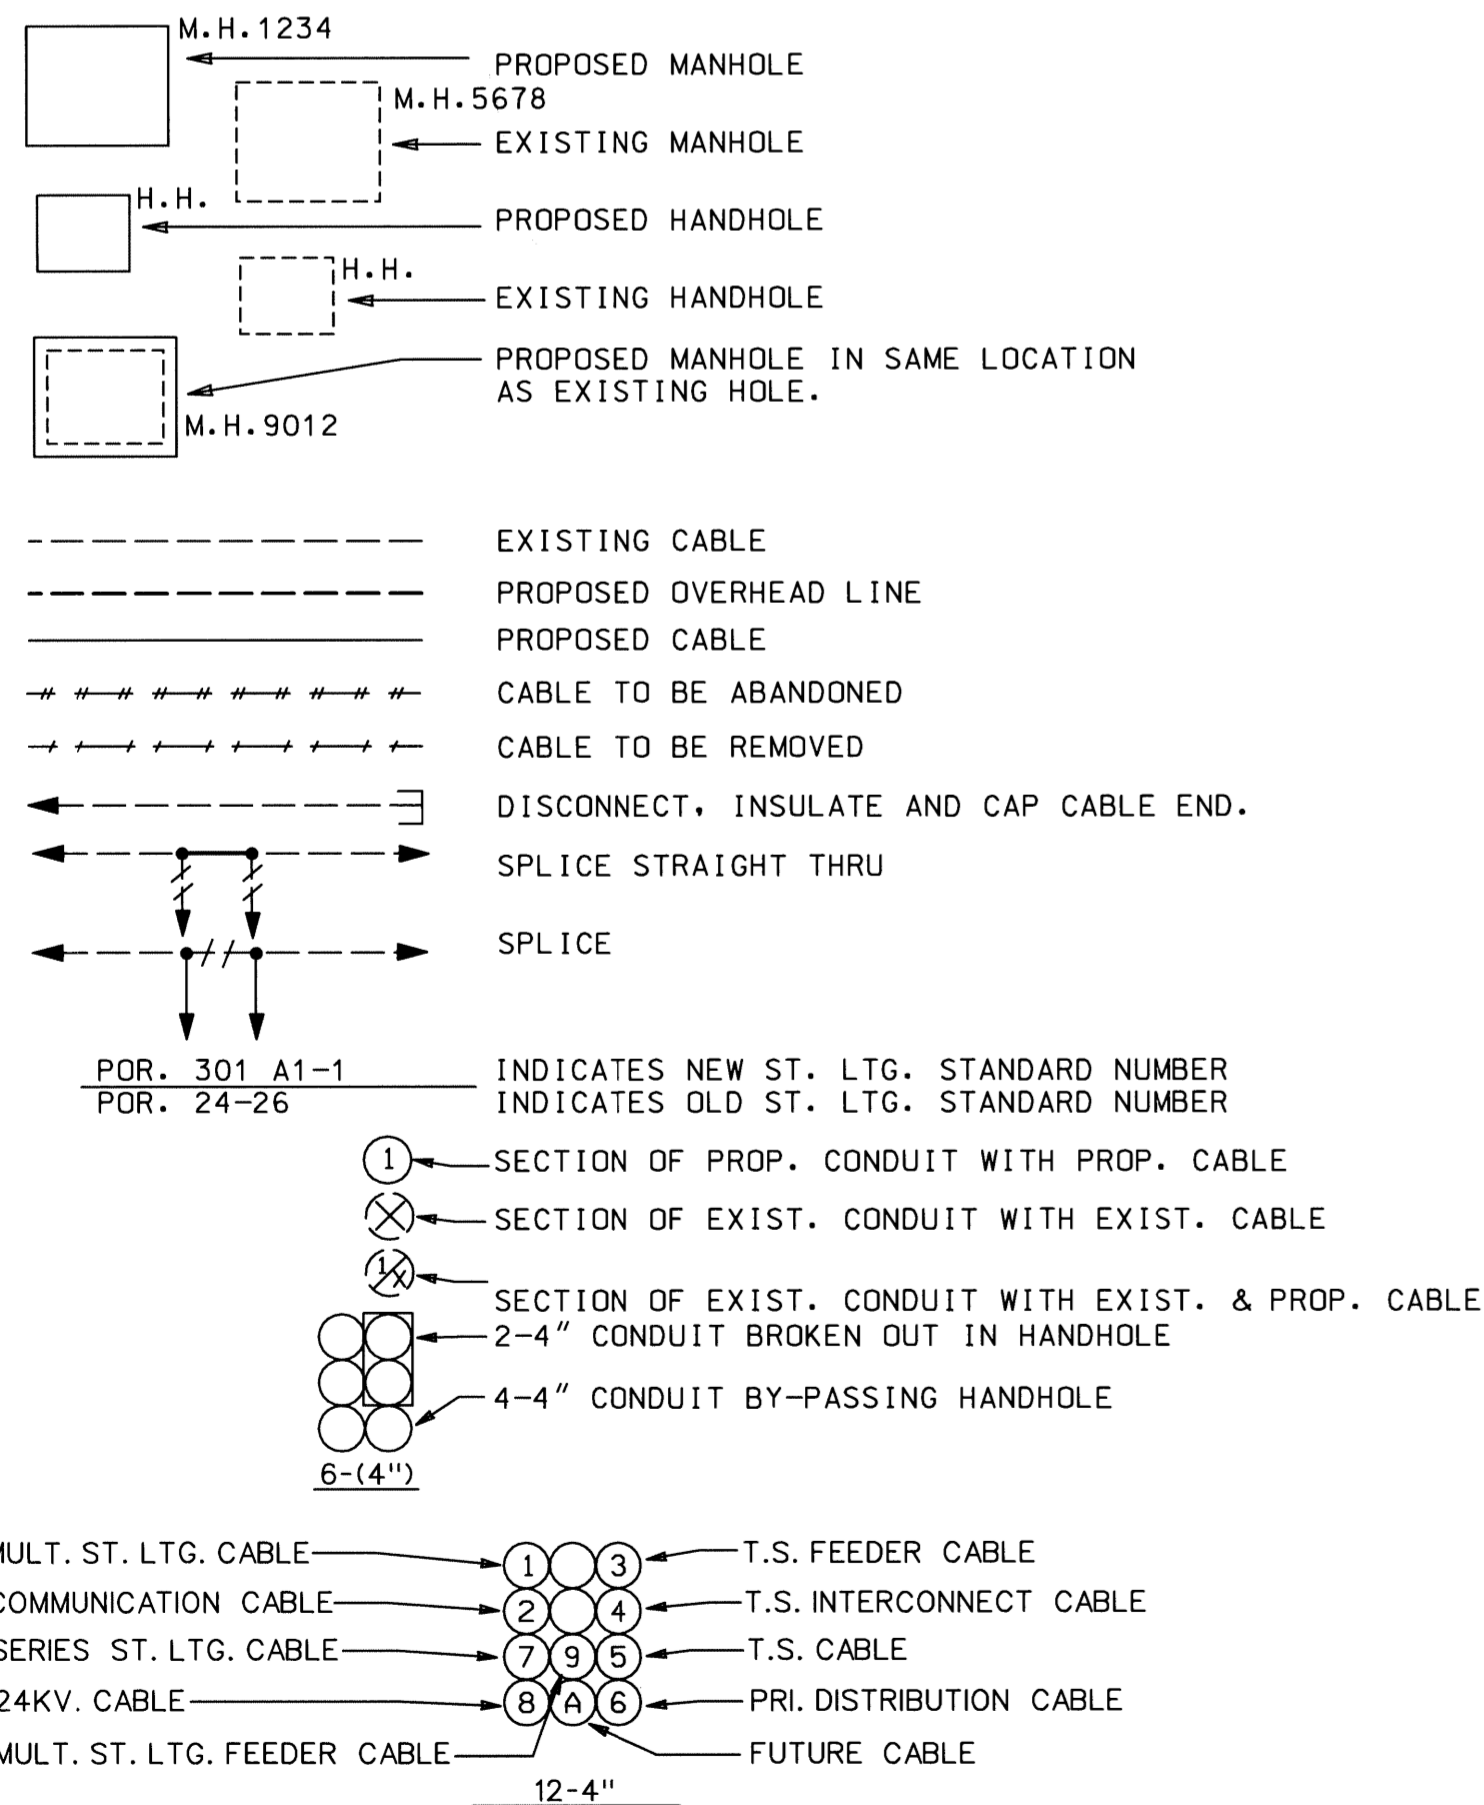 M.H.1234
PROPOSED MANHOLE
M.H.5678
EXISTING MANHOLE
H.H.
PROPOSED HANDHOLE
H.H.
EXISTING HANDHOLE
PROPOSED MANHOLE IN SAME LOCATION
AS EXISTING HOLE.
M.H.9012
EXISTING CABLE
PROPOSED OVERHEAD LINE
PROPOSED CABLE
CABLE TO BE ABANDONED
CABLE TO BE REMOVED
DISCONNECT, INSULATE AND CAP CABLE END.
SPLICE STRAIGHT THRU
SPLICE
POR. 301 A1-1 INDICATES NEW ST. LTG. STANDARD NUMBER
POR. 24-26 INDICATES OLD ST. LTG. STANDARD NUMBER
1 SECTION OF PROP. CONDUIT WITH PROP. CABLE
X SECTION OF EXIST. CONDUIT WITH EXIST. CABLE
1/X SECTION OF EXIST. CONDUIT WITH EXIST. & PROP. CABLE
2-4" CONDUIT BROKEN OUT IN HANDHOLE
4-4" CONDUIT BY-PASSING HANDHOLE
6-(4")
MULT. ST. LTG. CABLE 1 3 T.S. FEEDER CABLE
COMMUNICATION CABLE 2 4 T.S. INTERCONNECT CABLE
SERIES ST. LTG. CABLE 7 9 5 T.S. CABLE
24KV. CABLE 8 A 6 PRI. DISTRIBUTION CABLE
MULT. ST. LTG. FEEDER CABLE FUTURE CABLE
12-4"